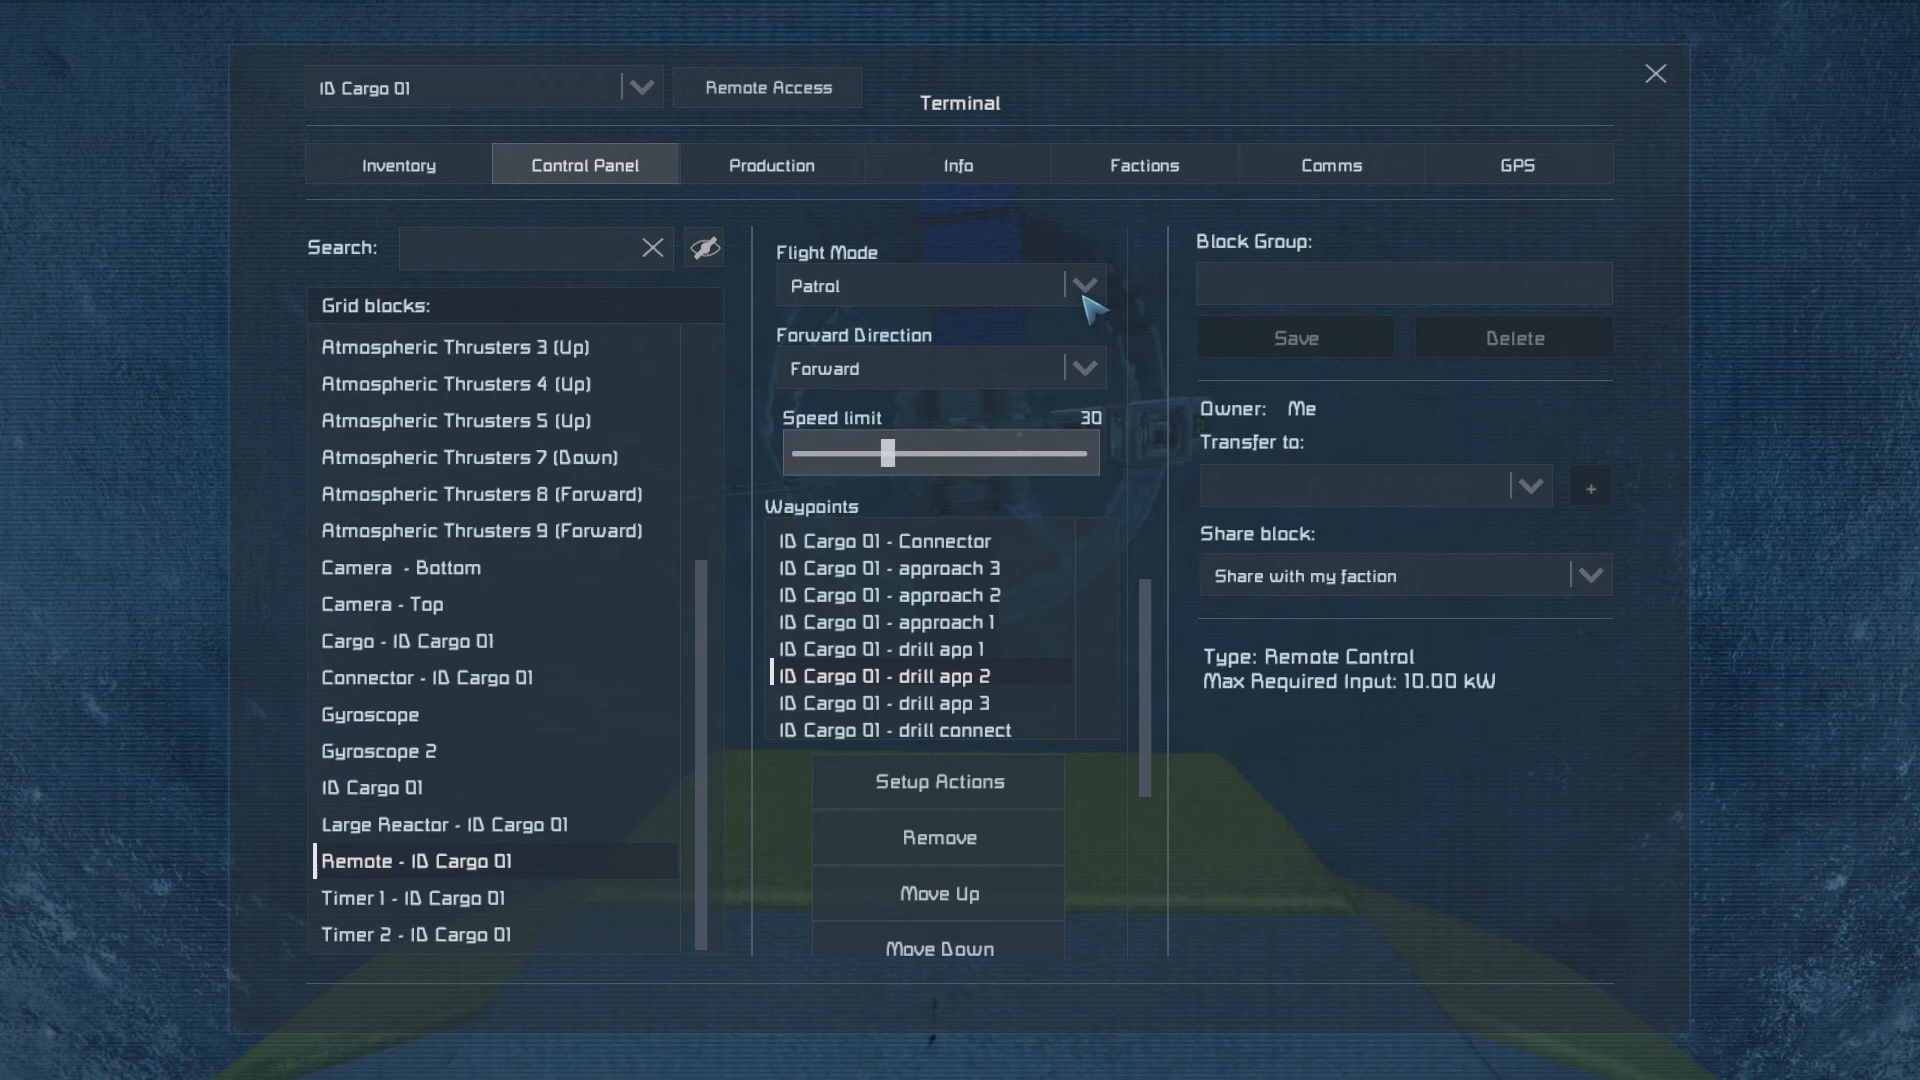 ID Cargo 01
Remote Access
Terminal
Inventory
Control Panel
Production
Info
Factions
Comms
GPS
Search:
Grid blocks:
Atmospheric Thrusters 3 (Up)
Atmospheric Thrusters 4 (Up)
Atmospheric Thrusters 5 (Up)
Atmospheric Thrusters 7 (Down)
Atmospheric Thrusters 8 (Forward)
Atmospheric Thrusters 9 (Forward)
Camera - Bottom
Camera - Top
Cargo - ID Cargo 01
Connector - ID Cargo 01
Gyroscope
Gyroscope 2
ID Cargo 01
Large Reactor - ID Cargo 01
Remote - ID Cargo 01
Timer 1 - ID Cargo 01
Timer 2 - ID Cargo 01
Flight Mode
Patrol
Forward Direction
Forward
Speed limit 30
Waypoints
ID Cargo 01 - Connector
ID Cargo 01 - approach 3
ID Cargo 01 - approach 2
ID Cargo 01 - approach 1
ID Cargo 01 - drill app 1
ID Cargo 01 - drill app 2
ID Cargo 01 - drill app 3
ID Cargo 01 - drill connect
Setup Actions
Remove
Move Up
Move Down
Block Group:
Save
Delete
Owner: Me
Transfer to:
+
Share block:
Share with my faction
Type: Remote Control
Max Required Input: 10.00 kW